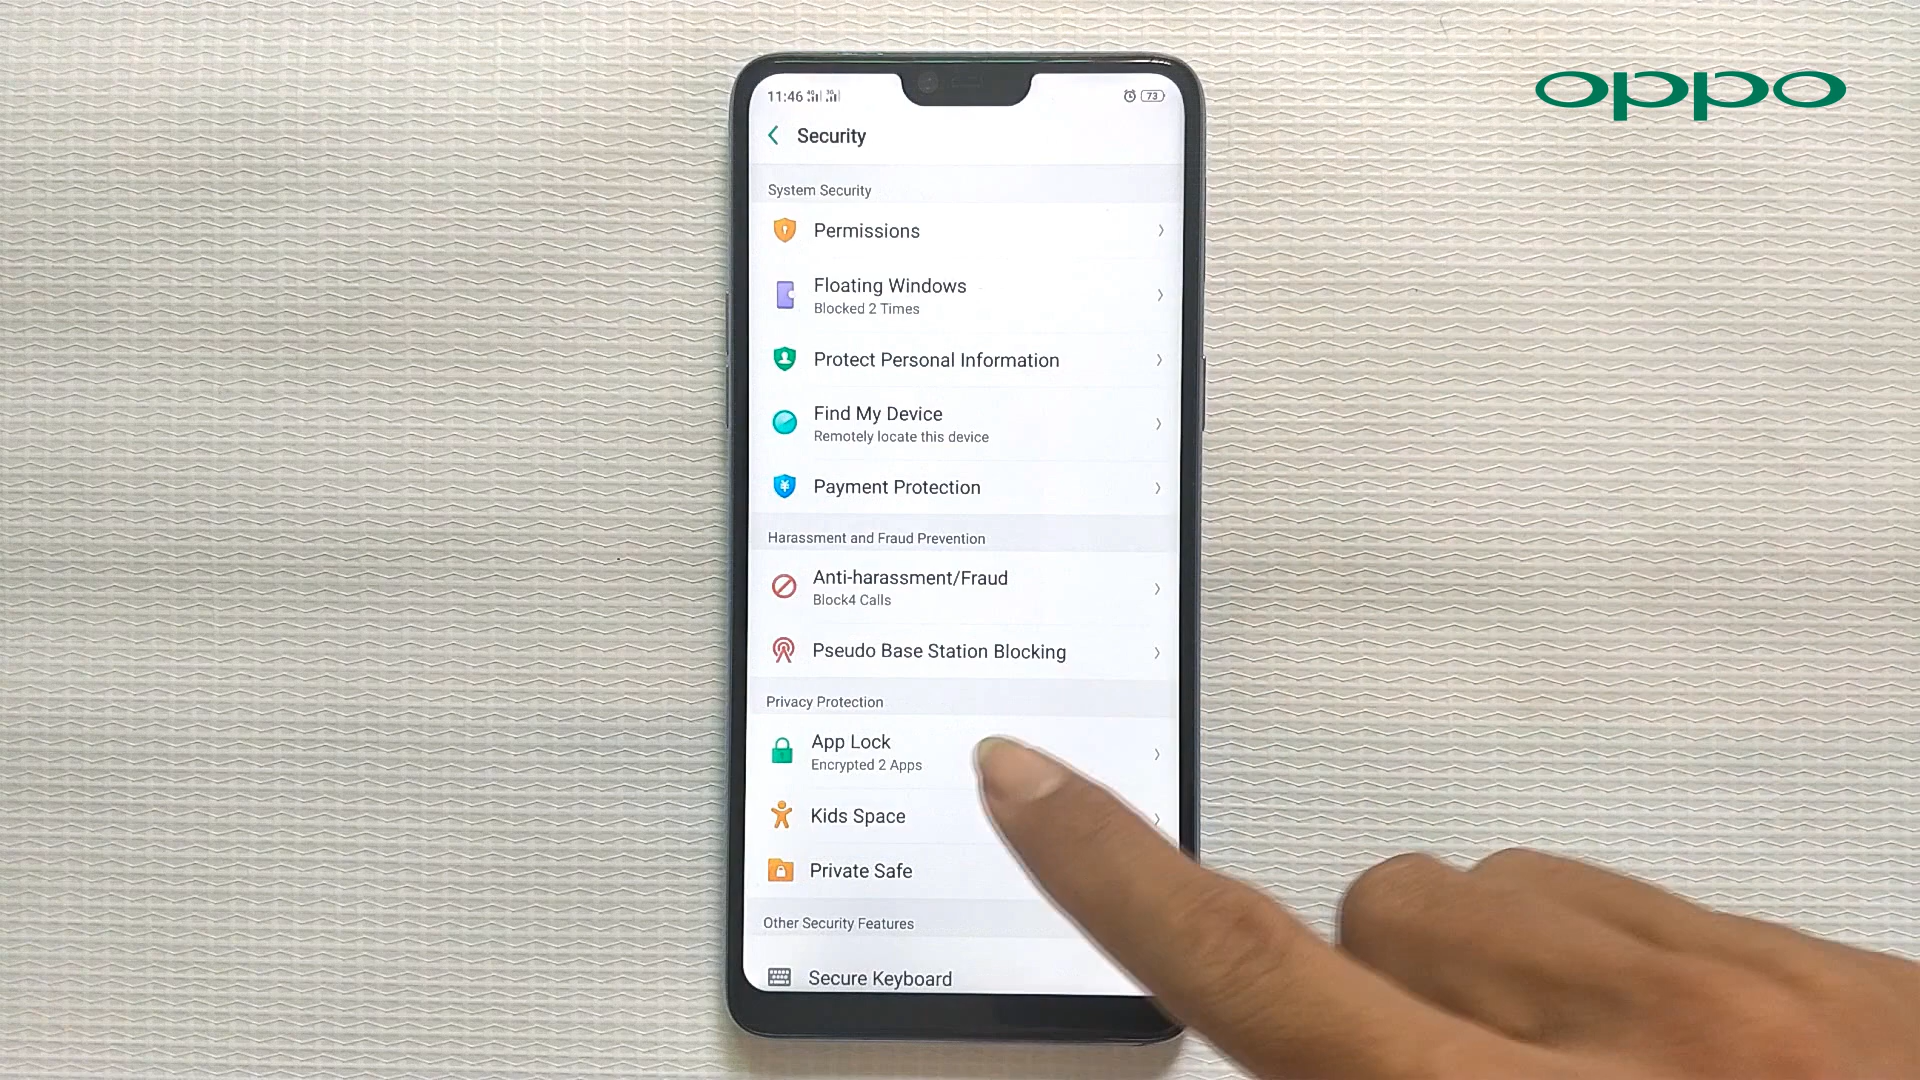 oppo
11:46 4G 3G 73
Security
System Security
Permissions
Floating Windows
Blocked 2 Times
Protect Personal Information
Find My Device
Remotely locate this device
Payment Protection
Harassment and Fraud Prevention
Anti-harassment/Fraud
Block4 Calls
Pseudo Base Station Blocking
Privacy Protection
App Lock
Encrypted 2 Apps
Kids Space
Private Safe
Other Security Features
Secure Keyboard